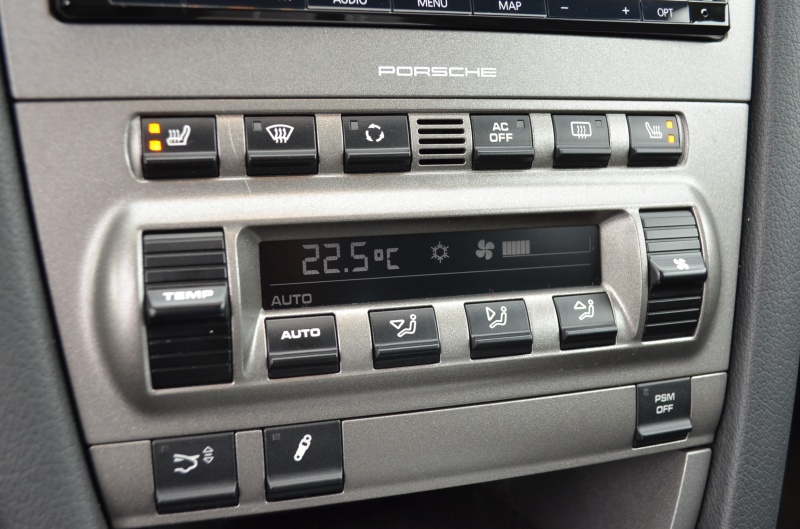 AUDIO
MENU
MAP
- +
OPT
PORSCHE
AC
OFF
22.5°C
AUTO
TEMP
AUTO
PSM
OFF